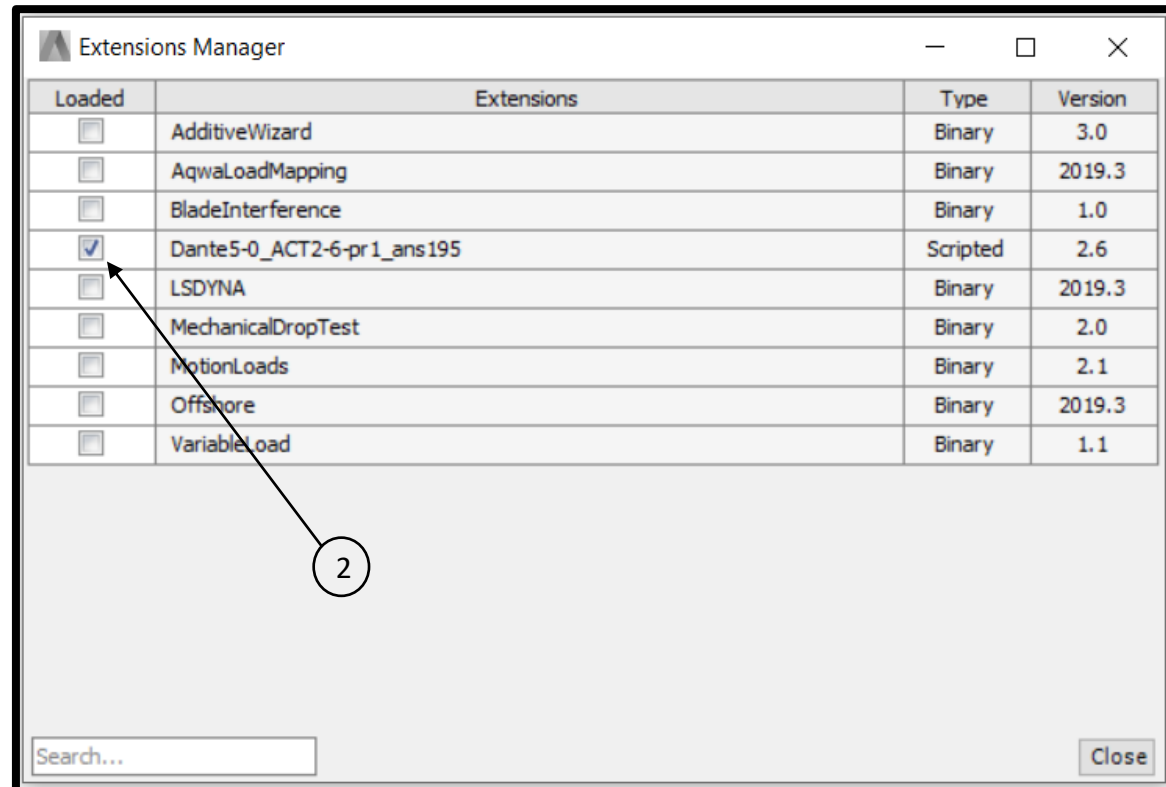 Extensions Manager
Loaded Extensions Type Version
AdditiveWizard Binary 3.0
AqwaLoadMapping Binary 2019.3
BladeInterference Binary 1.0
Dante5-0_ACT2-6-pr1_ans195 Scripted 2.6
LSDYNA Binary 2019.3
MechanicalDropTest Binary 2.0
MotionLoads Binary 2.1
Offshore Binary 2019.3
VariableLoad Binary 1.1
2
Search... Close